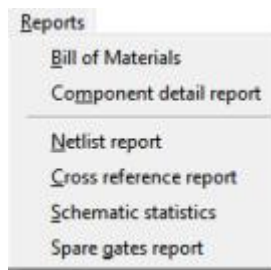 Reports
Bill of Materials
Component detail report
Netlist report
Cross reference report
Schematic statistics
Spare gates report